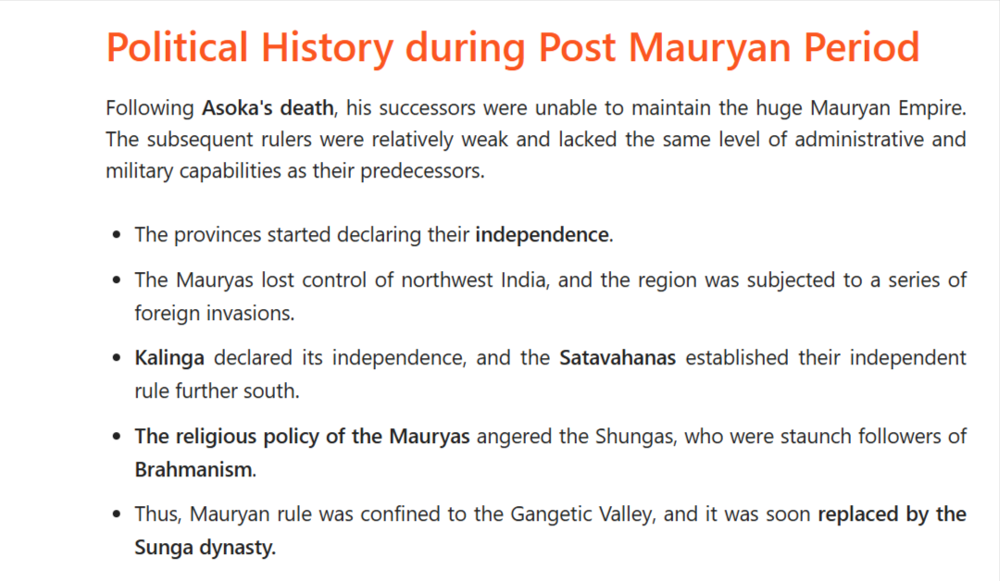 Political History during Post Mauryan Period
Following Asoka's death, his successors were unable to maintain the huge Mauryan Empire.
The subsequent rulers were relatively weak and lacked the same level of administrative and
military capabilities as their predecessors.
• The provinces started declaring their independence.
• The Mauryas lost control of northwest India, and the region was subjected to a series of
foreign invasions.
• Kalinga declared its independence, and the Satavahanas established their independent
rule further south.
• The religious policy of the Mauryas angered the Shungas, who were staunch followers of
Brahmanism.
• Thus, Mauryan rule was confined to the Gangetic Valley, and it was soon replaced by the
Sunga dynasty.